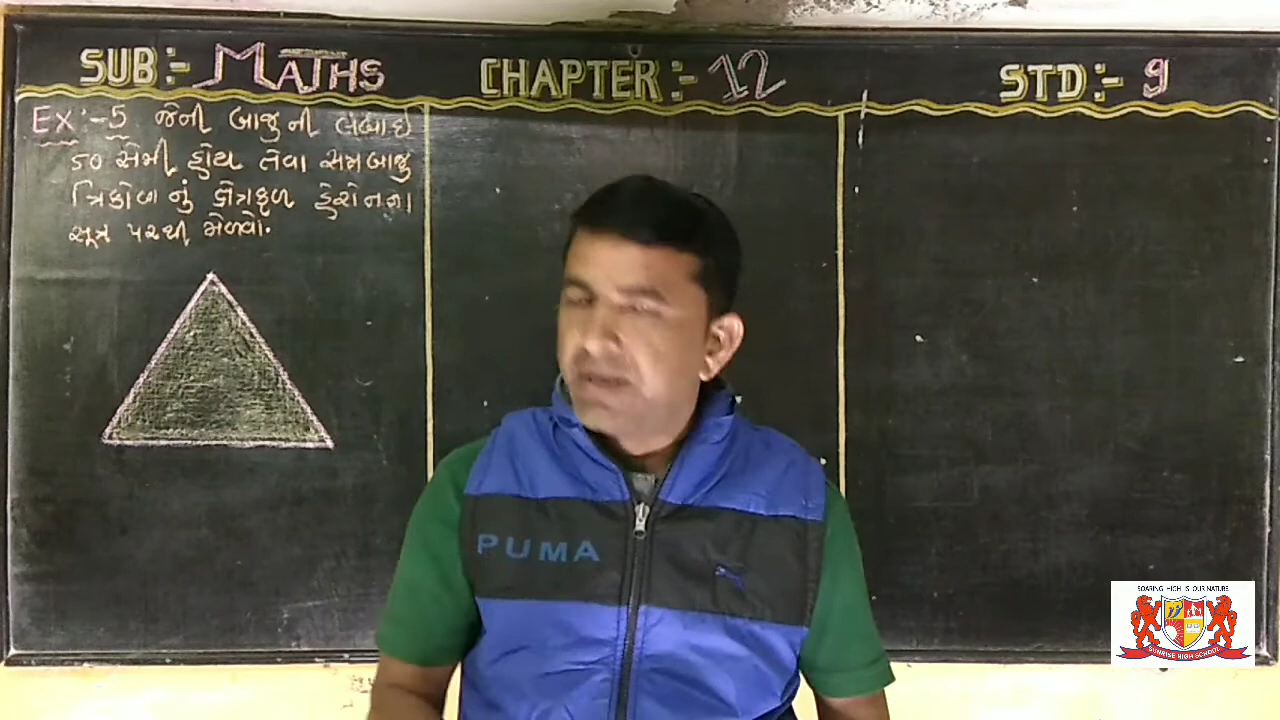 SUB:- MATHS
CHAPTER:- 12
STD:- 9
Ex:-5 જેની બાજુની લંબાઈ
50 સેમી હોય તેવા સમબાજુ
ત્રિકોણનું ક્ષેત્રફળ હેરોનના
સૂત્ર પરથી મેળવો.
PUMA
SOARING HIGH IS OUR NATURE
SUNRISE HIGH SCHOOL